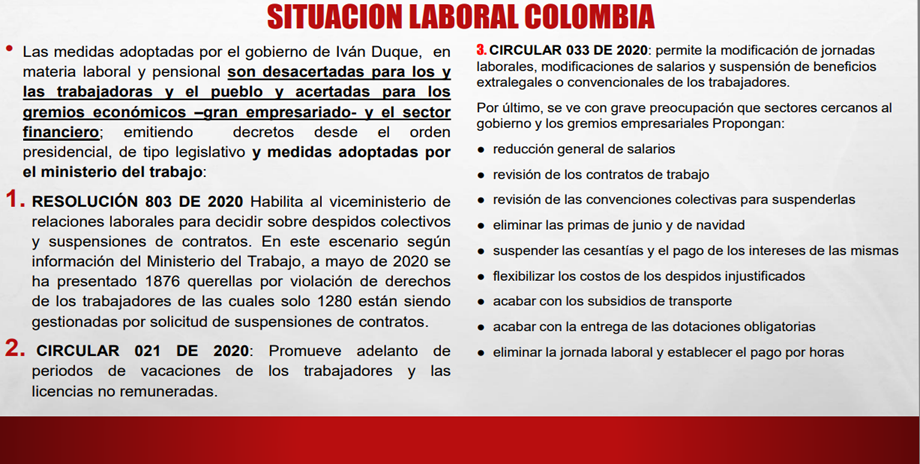 SITUACION LABORAL COLOMBIA
• Las medidas adoptadas por el gobierno de Iván Duque, en
materia laboral y pensional son desacertadas para los y
las trabajadoras y el pueblo y acertadas para los
gremios económicos –gran empresariado- y el sector
financiero; emitiendo decretos desde el orden
presidencial, de tipo legislativo y medidas adoptadas por
el ministerio del trabajo:
1. RESOLUCIÓN 803 DE 2020 Habilita al viceministerio de
relaciones laborales para decidir sobre despidos colectivos
y suspensiones de contratos. En este escenario según
información del Ministerio del Trabajo, a mayo de 2020 se
ha presentado 1876 querellas por violación de derechos
de los trabajadores de las cuales solo 1280 están siendo
gestionadas por solicitud de suspensiones de contratos.
2. CIRCULAR 021 DE 2020: Promueve adelanto de
periodos de vacaciones de los trabajadores y las
licencias no remuneradas.
3. CIRCULAR 033 DE 2020: permite la modificación de jornadas
laborales, modificaciones de salarios y suspensión de beneficios
extralegales o convencionales de los trabajadores.
Por último, se ve con grave preocupación que sectores cercanos al
gobierno y los gremios empresariales Propongan:
● reducción general de salarios
● revisión de los contratos de trabajo
● revisión de las convenciones colectivas para suspenderlas
● eliminar las primas de junio y de navidad
● suspender las cesantías y el pago de los intereses de las mismas
● flexibilizar los costos de los despidos injustificados
● acabar con los subsidios de transporte
● acabar con la entrega de las dotaciones obligatorias
● eliminar la jornada laboral y establecer el pago por horas